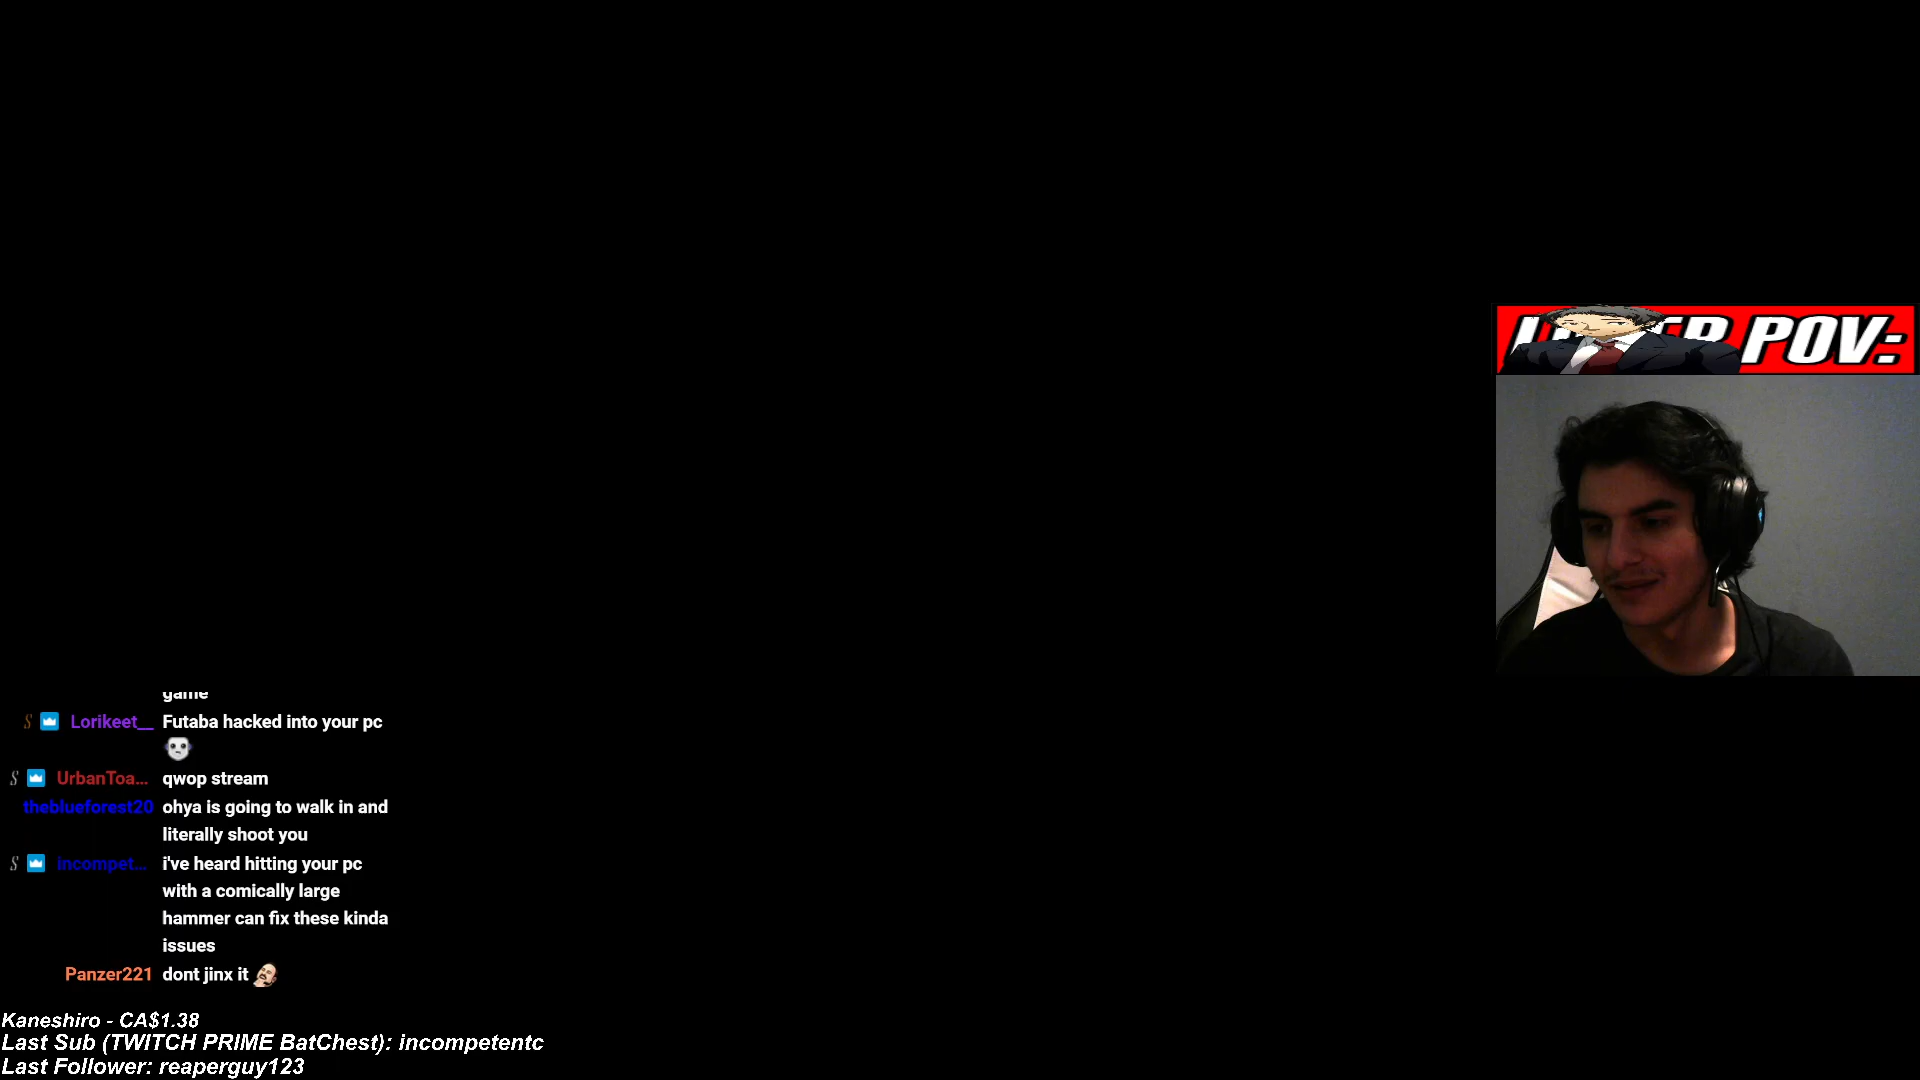 POV:
game
Lorikeet__ Futaba hacked into your pc
UrbanToa... qwop stream
theblueforest20 ohya is going to walk in and
literally shoot you
incompet... i've heard hitting your pc
with a comically large
hammer can fix these kinda
issues
Panzer221 dont jinx it
Kaneshiro - CA$1.38
Last Sub (TWITCH PRIME BatChest): incompetentc
Last Follower: reaperguy123